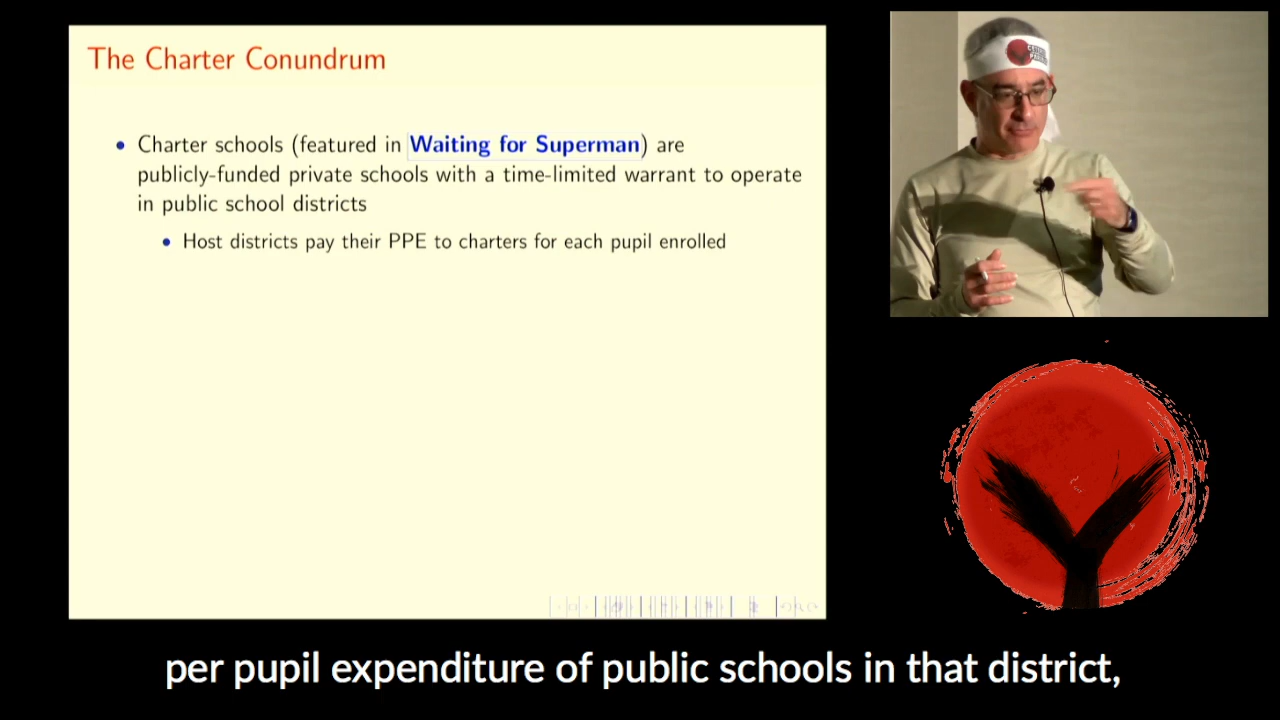 The Charter Conundrum
• Charter schools (featured in Waiting for Superman) are
publicly-funded private schools with a time-limited warrant to operate
in public school districts
• Host districts pay their PPE to charters for each pupil enrolled
per pupil expenditure of public schools in that district,